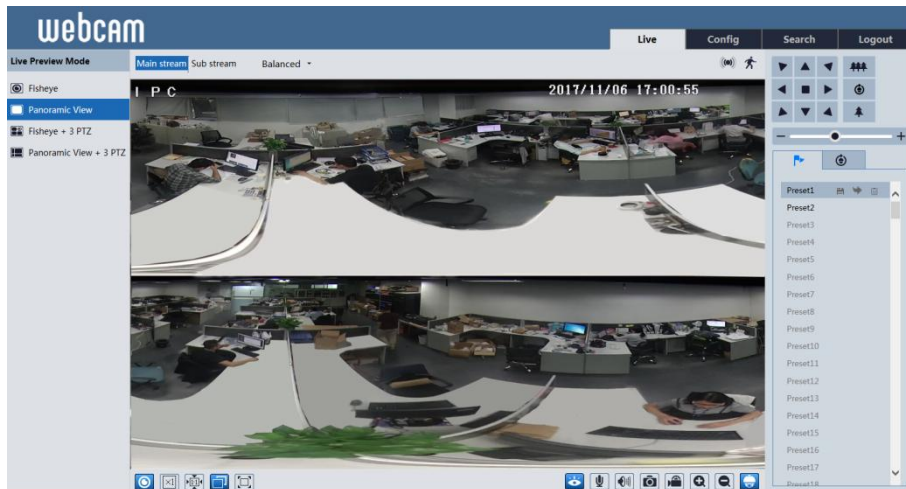 webcam
Live Config Search Logout
Live Preview Mode
Main stream Sub stream Balanced
Fisheye
Panoramic View
Fisheye + 3 PTZ
Panoramic View + 3 PTZ
IPC 2017/11/06 17:00:55
Preset1
Preset2
Preset3
Preset4
Preset5
Preset6
Preset7
Preset8
Preset9
Preset10
Preset11
Preset12
Preset13
Preset14
Preset15
Preset16
Preset17
Preset18